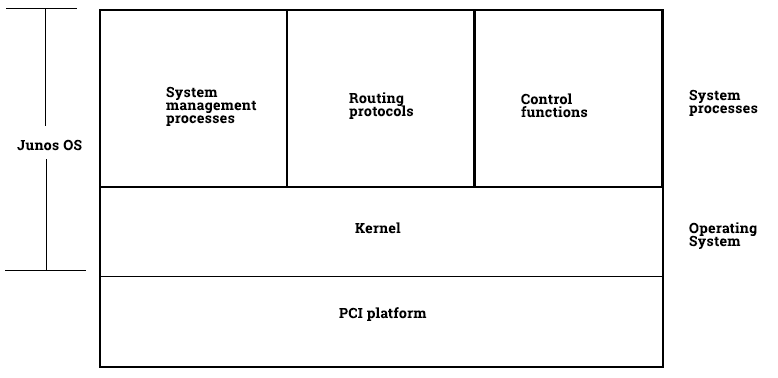 System
management
processes
Routing
protocols
Control
functions
System
processes
Junos OS
Kernel
Operating
System
PCI platform